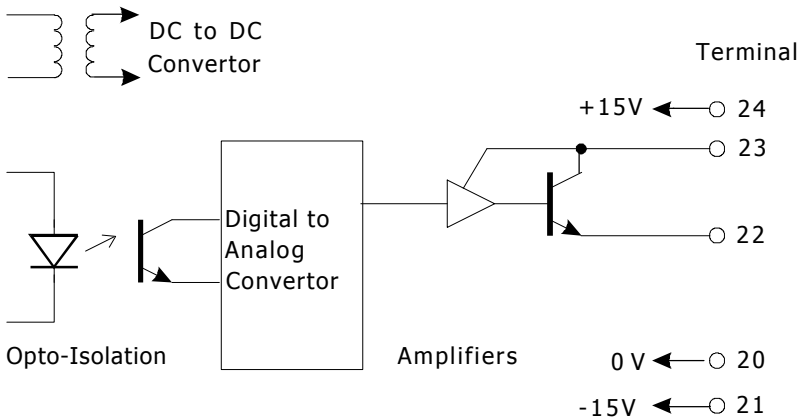 DC to DC
Convertor
Terminal
+15V
24
23
Digital to
Analog
Convertor
22
Opto-Isolation
Amplifiers
0 V
20
-15V
21